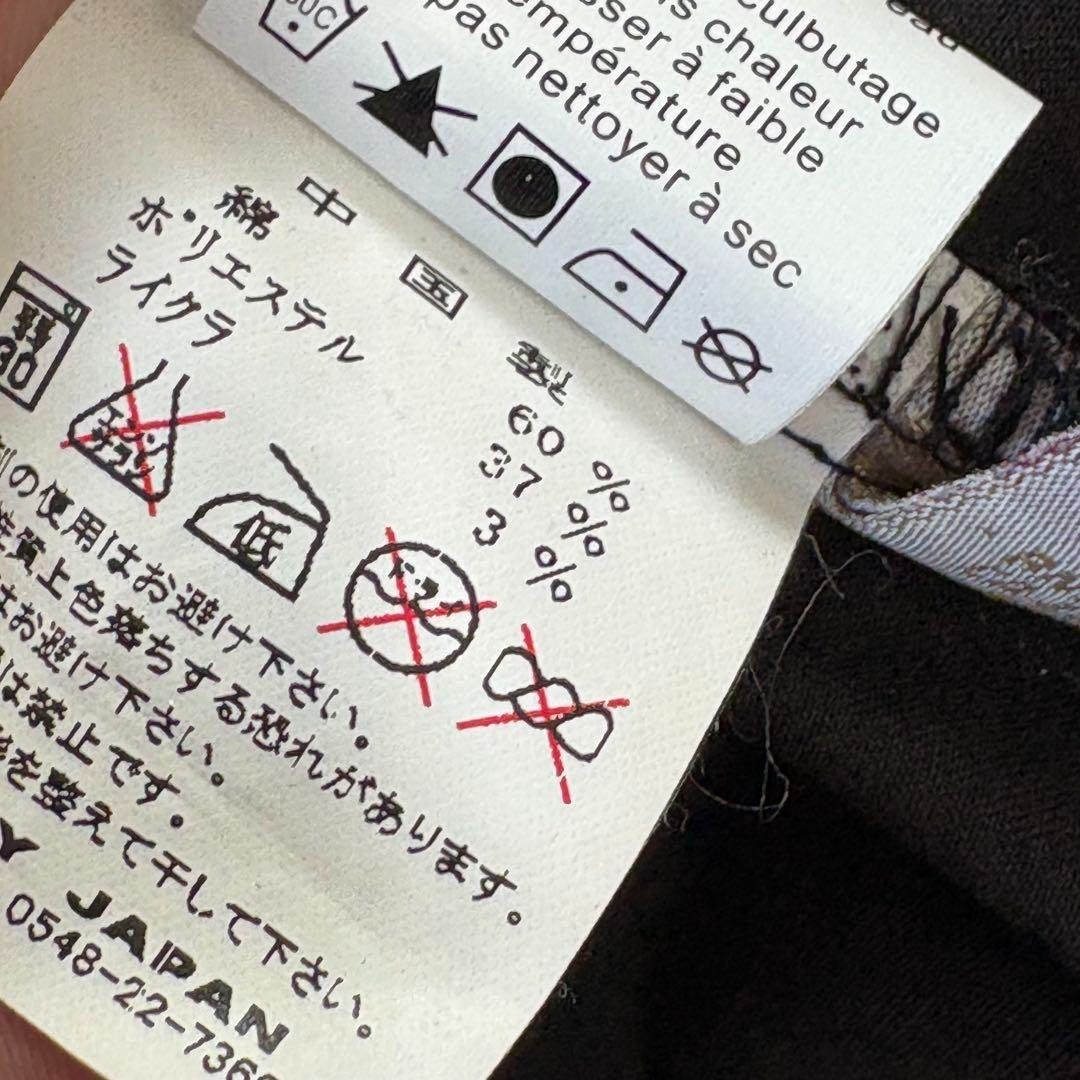 culbutage
chaleur
à faible
température
pas nettoyer à sec
中 国 製
綿 60 %
ポリエステル 37 %
ライクラ 3 %
30
低
の使用はお避け下さい。
質上色落ちする恐れがあります。
はお避け下さい。
は禁止です。
を整えて干して下さい。
Y JAPAN
0548-22-736